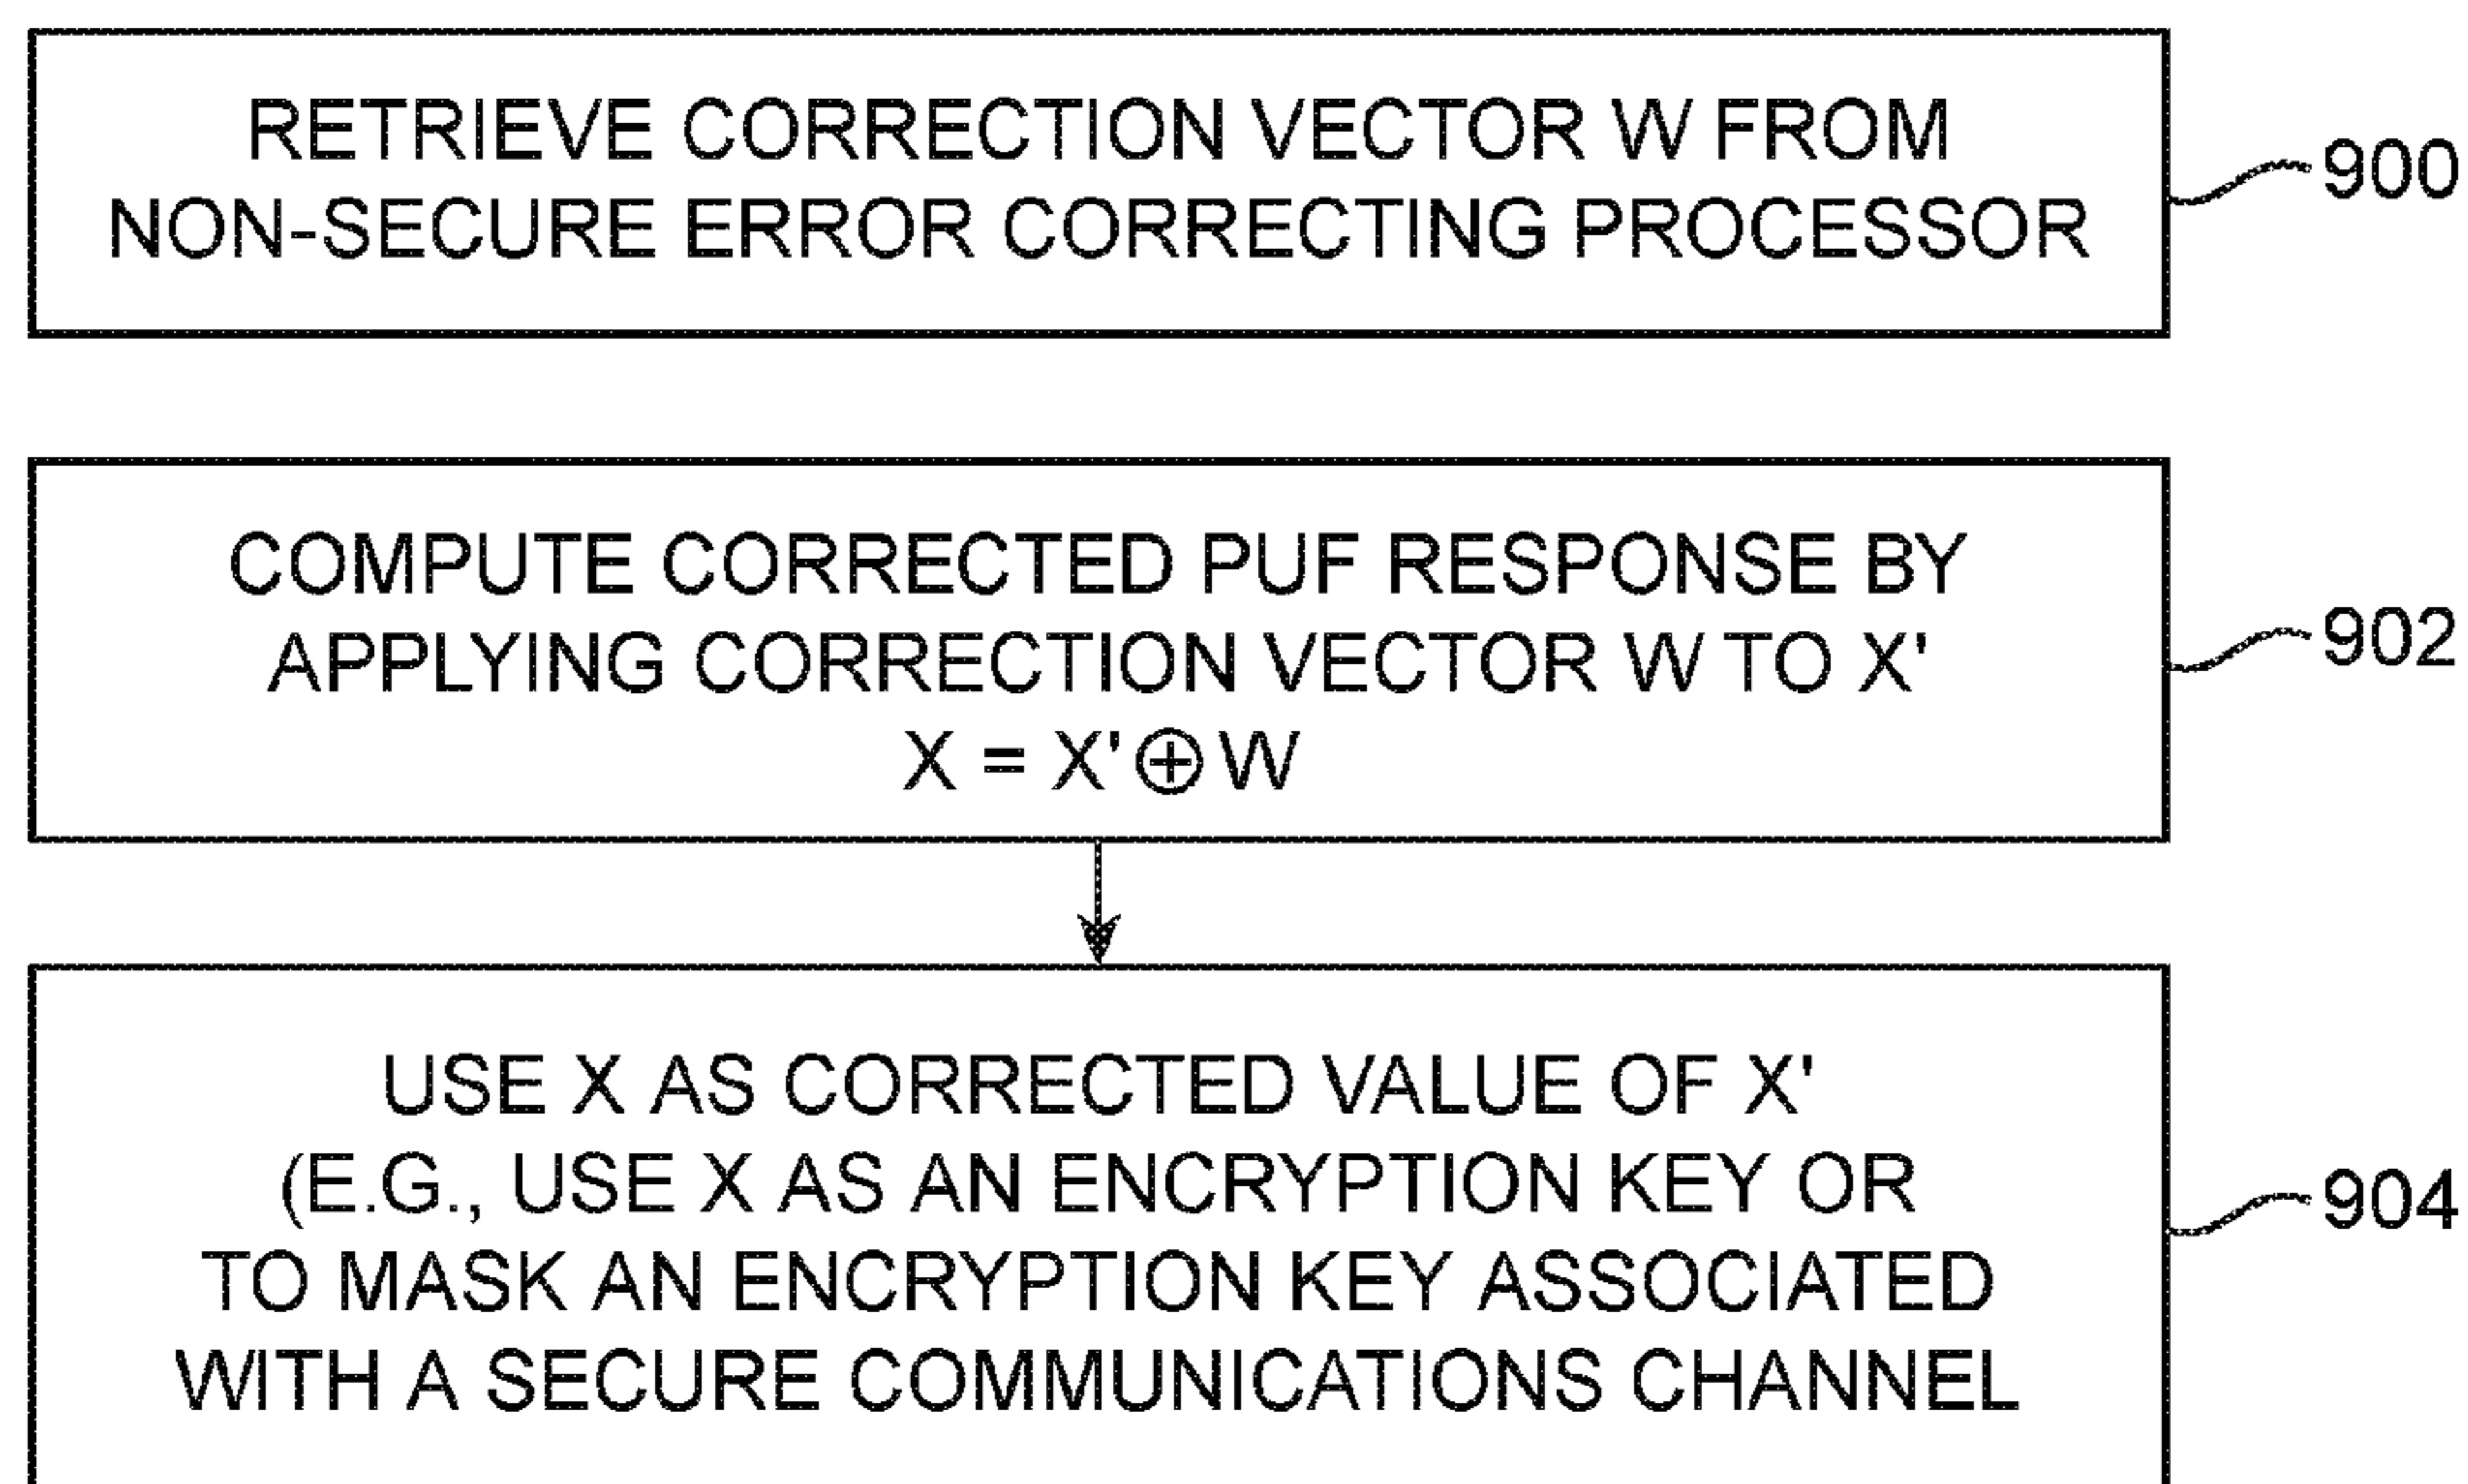 RETRIEVE CORRECTION VECTOR W FROM
NON-SECURE ERROR CORRECTING PROCESSOR
900
COMPUTE CORRECTED PUF RESPONSE BY
APPLYING CORRECTION VECTOR W TO X'
X = X'⊕W
902
USE X AS CORRECTED VALUE OF X'
(E.G., USE X AS AN ENCRYPTION KEY OR
TO MASK AN ENCRYPTION KEY ASSOCIATED
WITH A SECURE COMMUNICATIONS CHANNEL
904